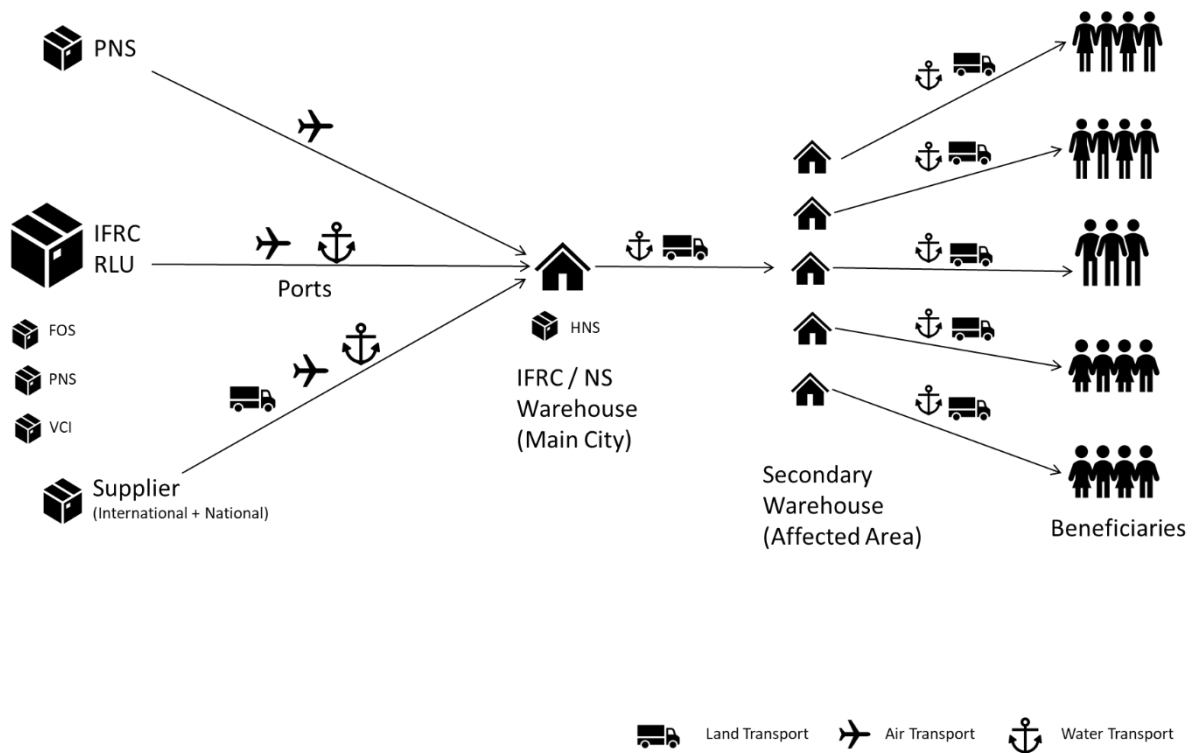 PNS
IFRC
RLU
Ports
FOS
PNS
VCI
Supplier
(International + National)
HNS
IFRC / NS
Warehouse
(Main City)
Secondary
Warehouse
(Affected Area)
Beneficiaries
Land Transport
Air Transport
Water Transport